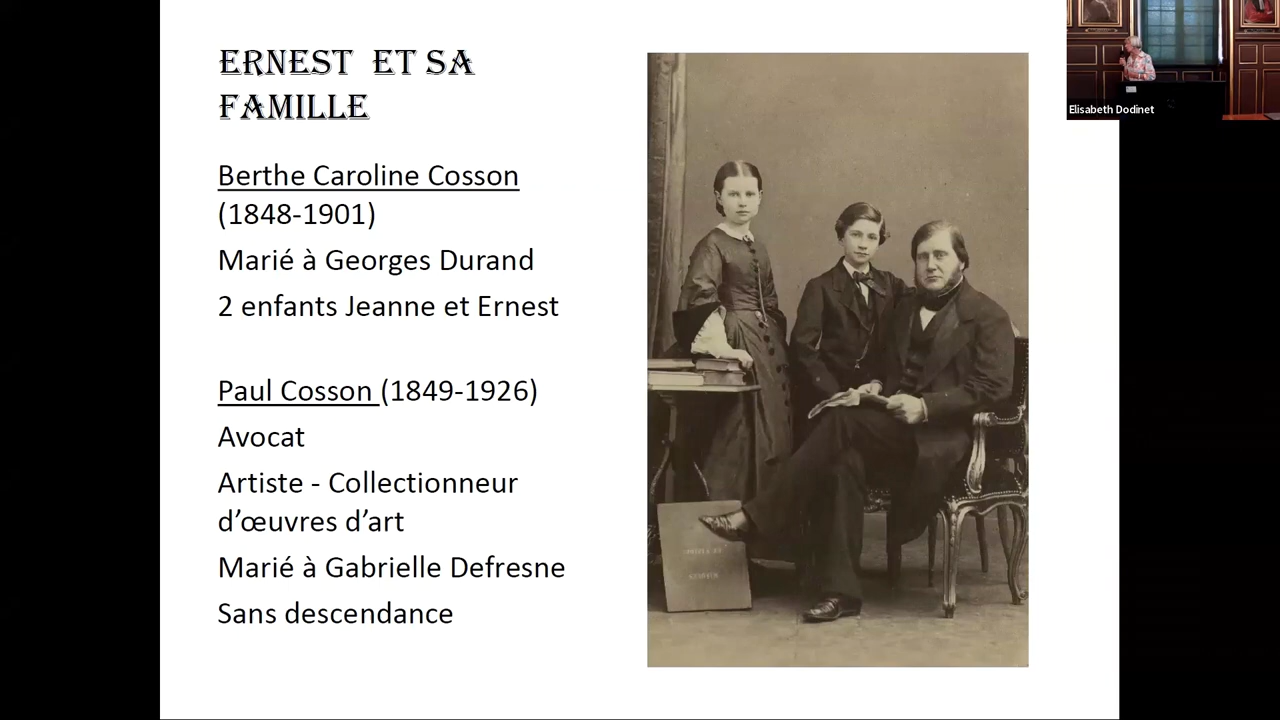 ERNEST ET SA
FAMILLE
Berthe Caroline Cosson
(1848-1901)
Marié à Georges Durand
2 enfants Jeanne et Ernest
Paul Cosson (1849-1926)
Avocat
Artiste - Collectionneur
d’œuvres d’art
Marié à Gabrielle Defresne
Sans descendance
Elisabeth Dodinet